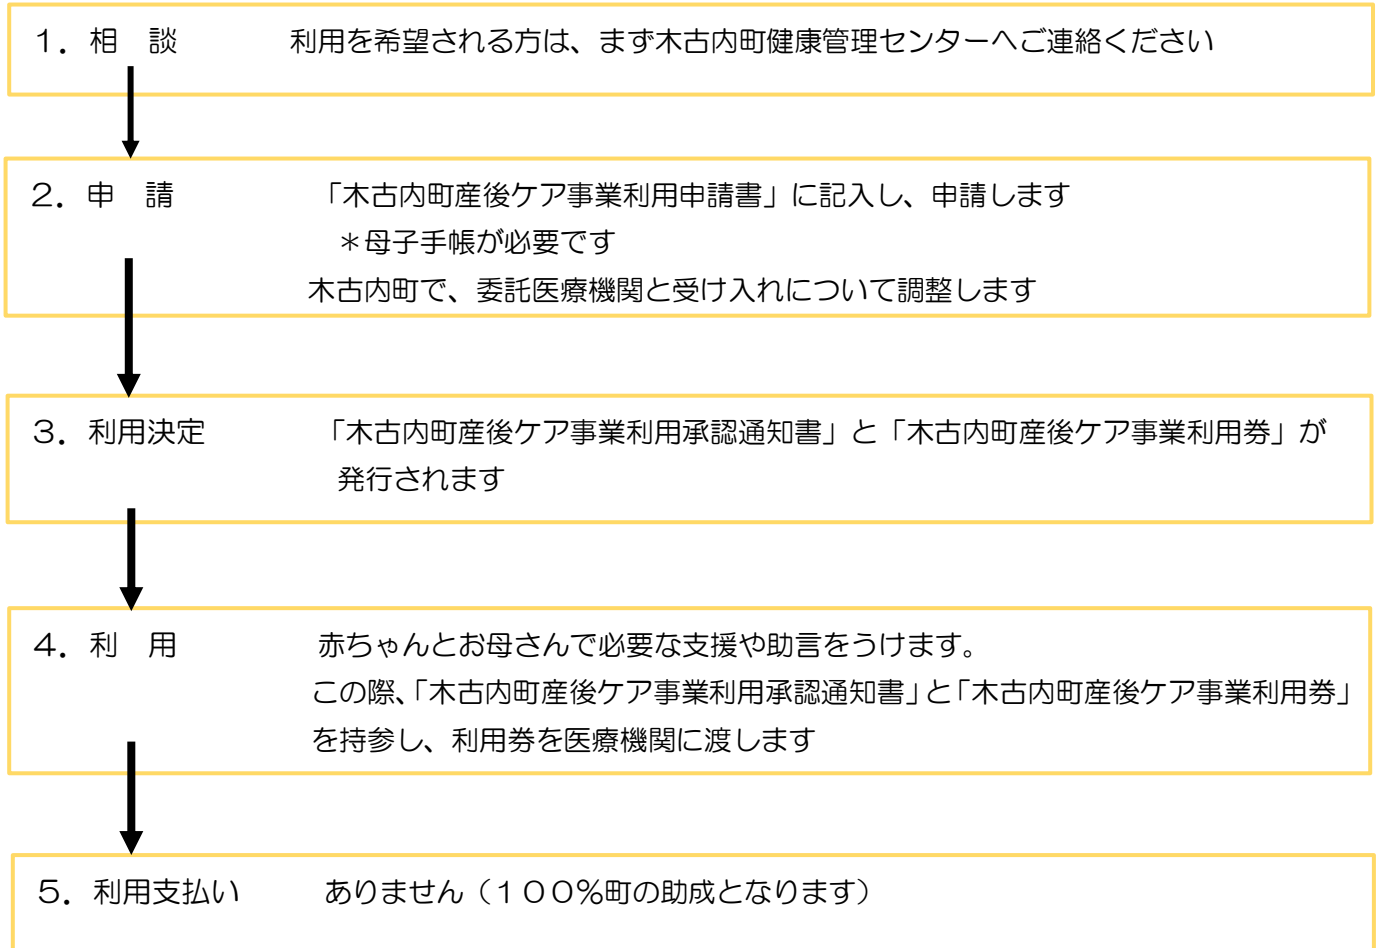 １．相　談　　　利用を希望される方は、まず木古内町健康管理センターへご連絡ください
２．申　請　　　　　「木古内町産後ケア事業利用申請書」に記入し、申請します
＊母子手帳が必要です
木古内町で、委託医療機関と受け入れについて調整します
３．利用決定　　　　「木古内町産後ケア事業利用承認通知書」と「木古内町産後ケア事業利用券」が
発行されます
４．利　用　　　　　赤ちゃんとお母さんで必要な支援や助言をうけます。
この際、「木古内町産後ケア事業利用承認通知書」と「木古内町産後ケア事業利用券」
を持参し、利用券を医療機関に渡します
５．利用支払い　　　ありません（１００％町の助成となります）